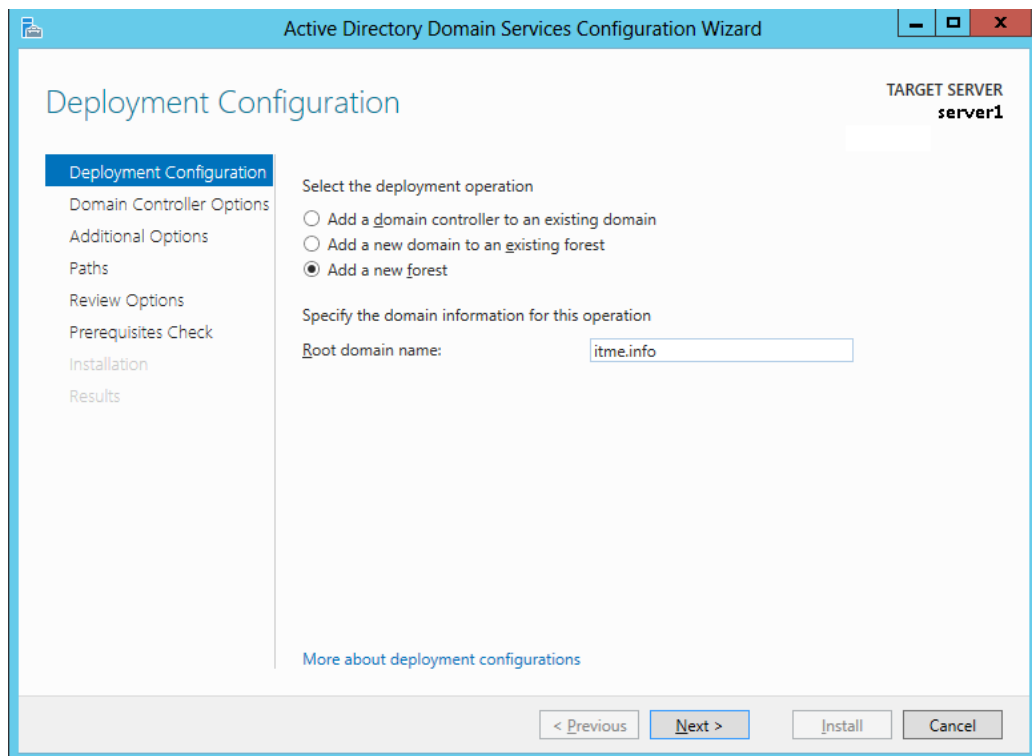 Active Directory Domain Services Configuration Wizard
Deployment Configuration
TARGET SERVER
server1
Deployment Configuration
Domain Controller Options
Additional Options
Paths
Review Options
Prerequisites Check
Installation
Results
Select the deployment operation
Add a domain controller to an existing domain
Add a new domain to an existing forest
Add a new forest
Specify the domain information for this operation
Root domain name:
itme.info
More about deployment configurations
< Previous
Next >
Install
Cancel